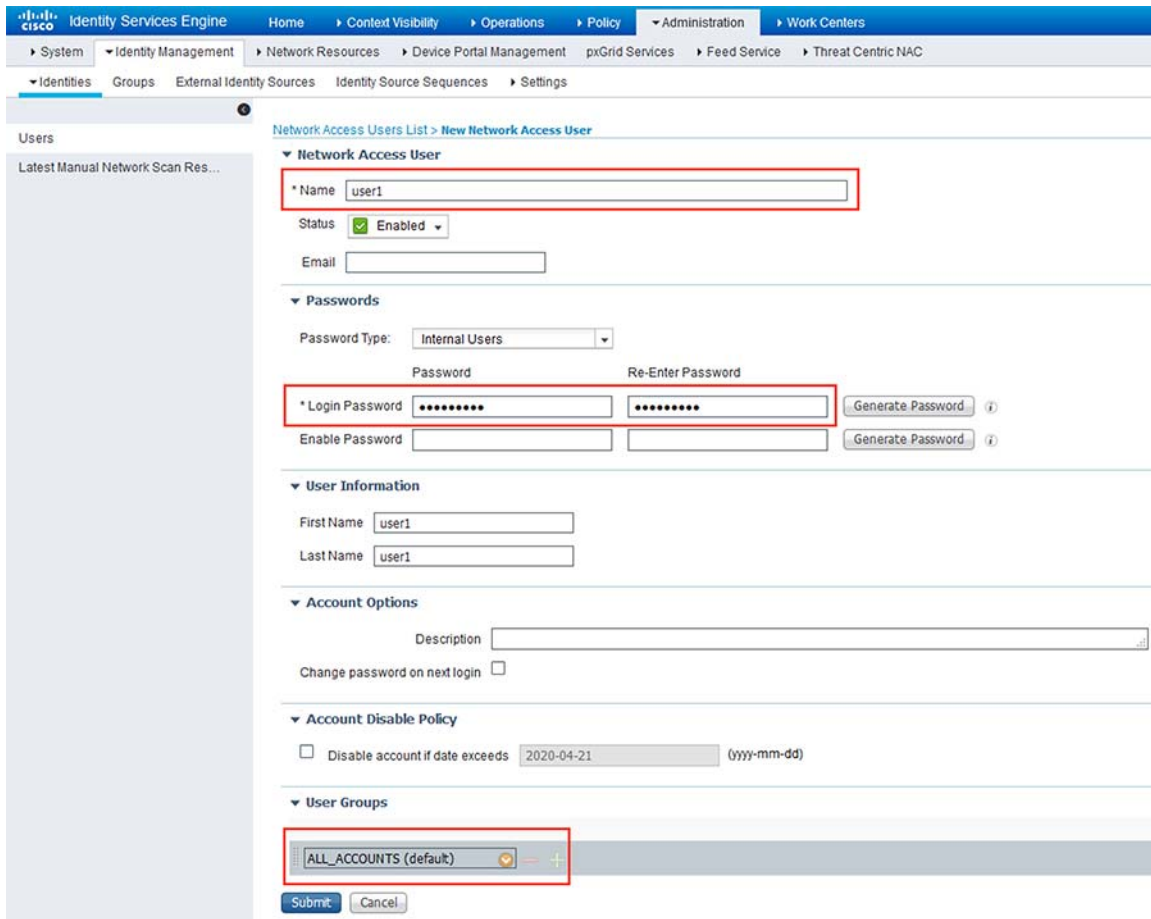 cisco Identity Services Engine Home Context Visibility Operations Policy Administration Work Centers
System Identity Management Network Resources Device Portal Management pxGrid Services Feed Service Threat Centric NAC
Identities Groups External Identity Sources Identity Source Sequences Settings
Users
Latest Manual Network Scan Res...
Network Access Users List > New Network Access User
Network Access User
* Name user1
Status Enabled
Email
Passwords
Password Type: Internal Users
Password Re-Enter Password
* Login Password ••••••••• ••••••••• Generate Password i
Enable Password Generate Password i
User Information
First Name user1
Last Name user1
Account Options
Description
Change password on next login
Account Disable Policy
Disable account if date exceeds 2020-04-21 (yyyy-mm-dd)
User Groups
ALL_ACCOUNTS (default)
Submit Cancel